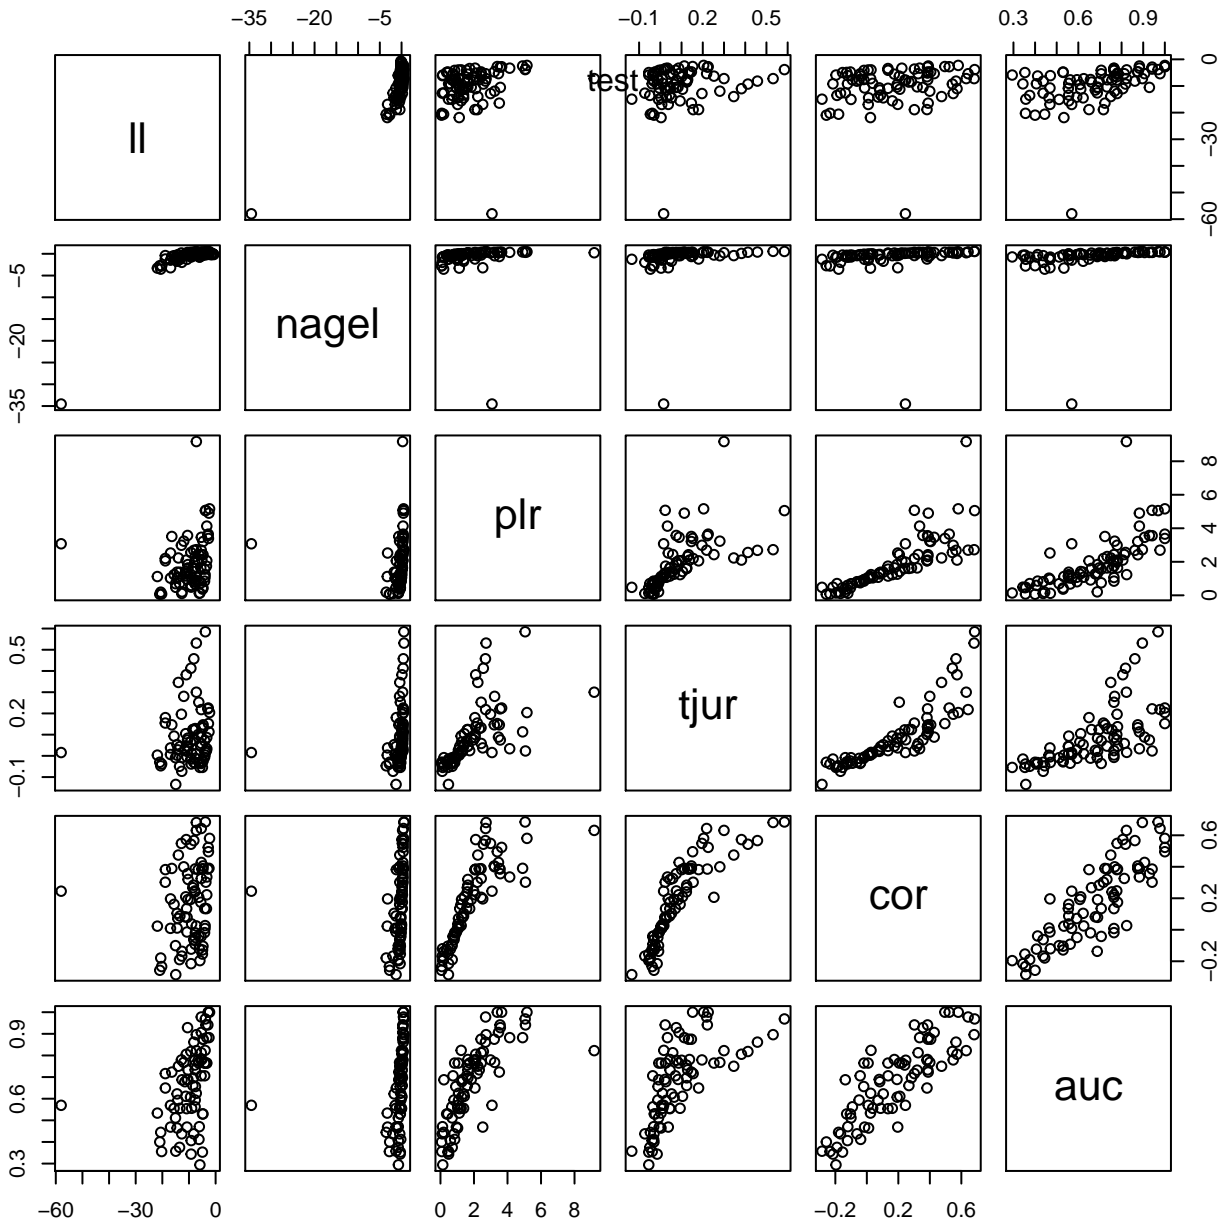 −35 −20 −5 −0.1 0.2 0.5 0.3 0.6 0.9
ll test 0 −30 −60
−5 −20 −35 nagel
plr 0 2 4 6 8
−0.1 0.2 0.5 tjur
cor −0.2 0.2 0.6
0.3 0.6 0.9 auc
−60 −30 0 0 2 4 6 8 −0.2 0.2 0.6